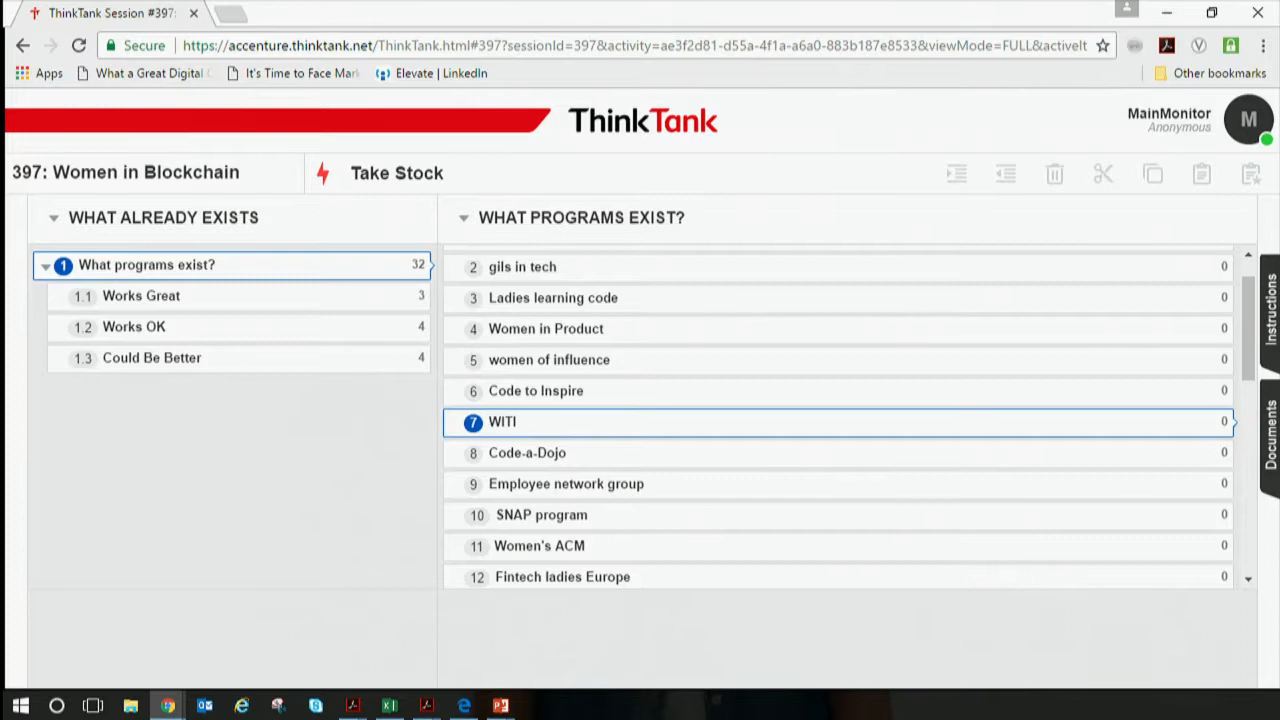 ThinkTank Session #397:
Secure https://accenture.thinktank.net/ThinkTank.html#397?sessionId=397&activity=ae3f2d81-d55a-4f1a-a6a0-883b187e8533&viewMode=FULL&activeIt
Apps What a Great Digital C It's Time to Face Mark Elevate | LinkedIn Other bookmarks
ThinkTank
MainMonitor
Anonymous
M
397: Women in Blockchain Take Stock
WHAT ALREADY EXISTS
1 What programs exist? 32
1.1 Works Great 3
1.2 Works OK 4
1.3 Could Be Better 4
WHAT PROGRAMS EXIST?
2 gils in tech 0
3 Ladies learning code 0
4 Women in Product 0
5 women of influence 0
6 Code to Inspire 0
7 WITI 0
8 Code-a-Dojo 0
9 Employee network group 0
10 SNAP program 0
11 Women's ACM 0
12 Fintech ladies Europe 0
Instructions
Documents